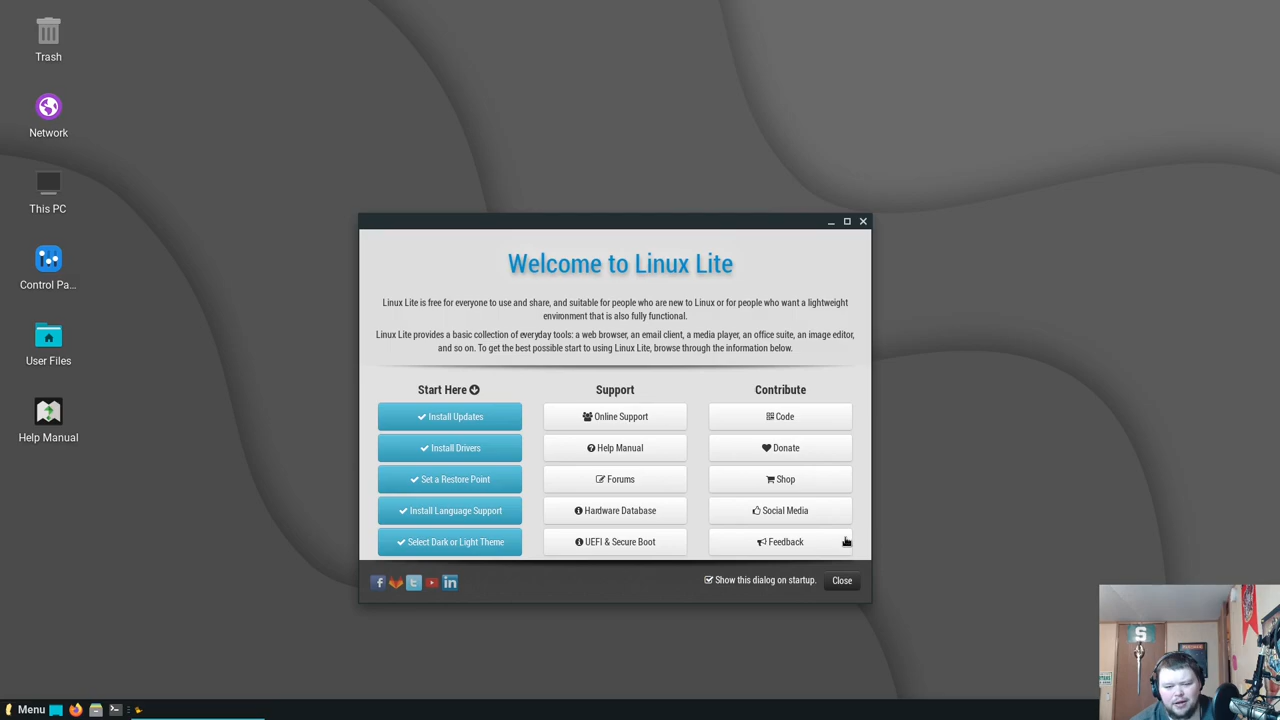 Trash
Network
This PC
Control Pa...
User Files
Help Manual
Welcome to Linux Lite
Linux Lite is free for everyone to use and share, and suitable for people who are new to Linux or for people who want a lightweight
environment that is also fully functional.
Linux Lite provides a basic collection of everyday tools: a web browser, an email client, a media player, an office suite, an image editor,
and so on. To get the best possible start to using Linux Lite, browse through the information below.
Start Here
Install Updates
Install Drivers
Set a Restore Point
Install Language Support
Select Dark or Light Theme
Support
Online Support
Help Manual
Forums
Hardware Database
UEFI & Secure Boot
Contribute
Code
Donate
Shop
Social Media
Feedback
Show this dialog on startup.
Close
Menu
S